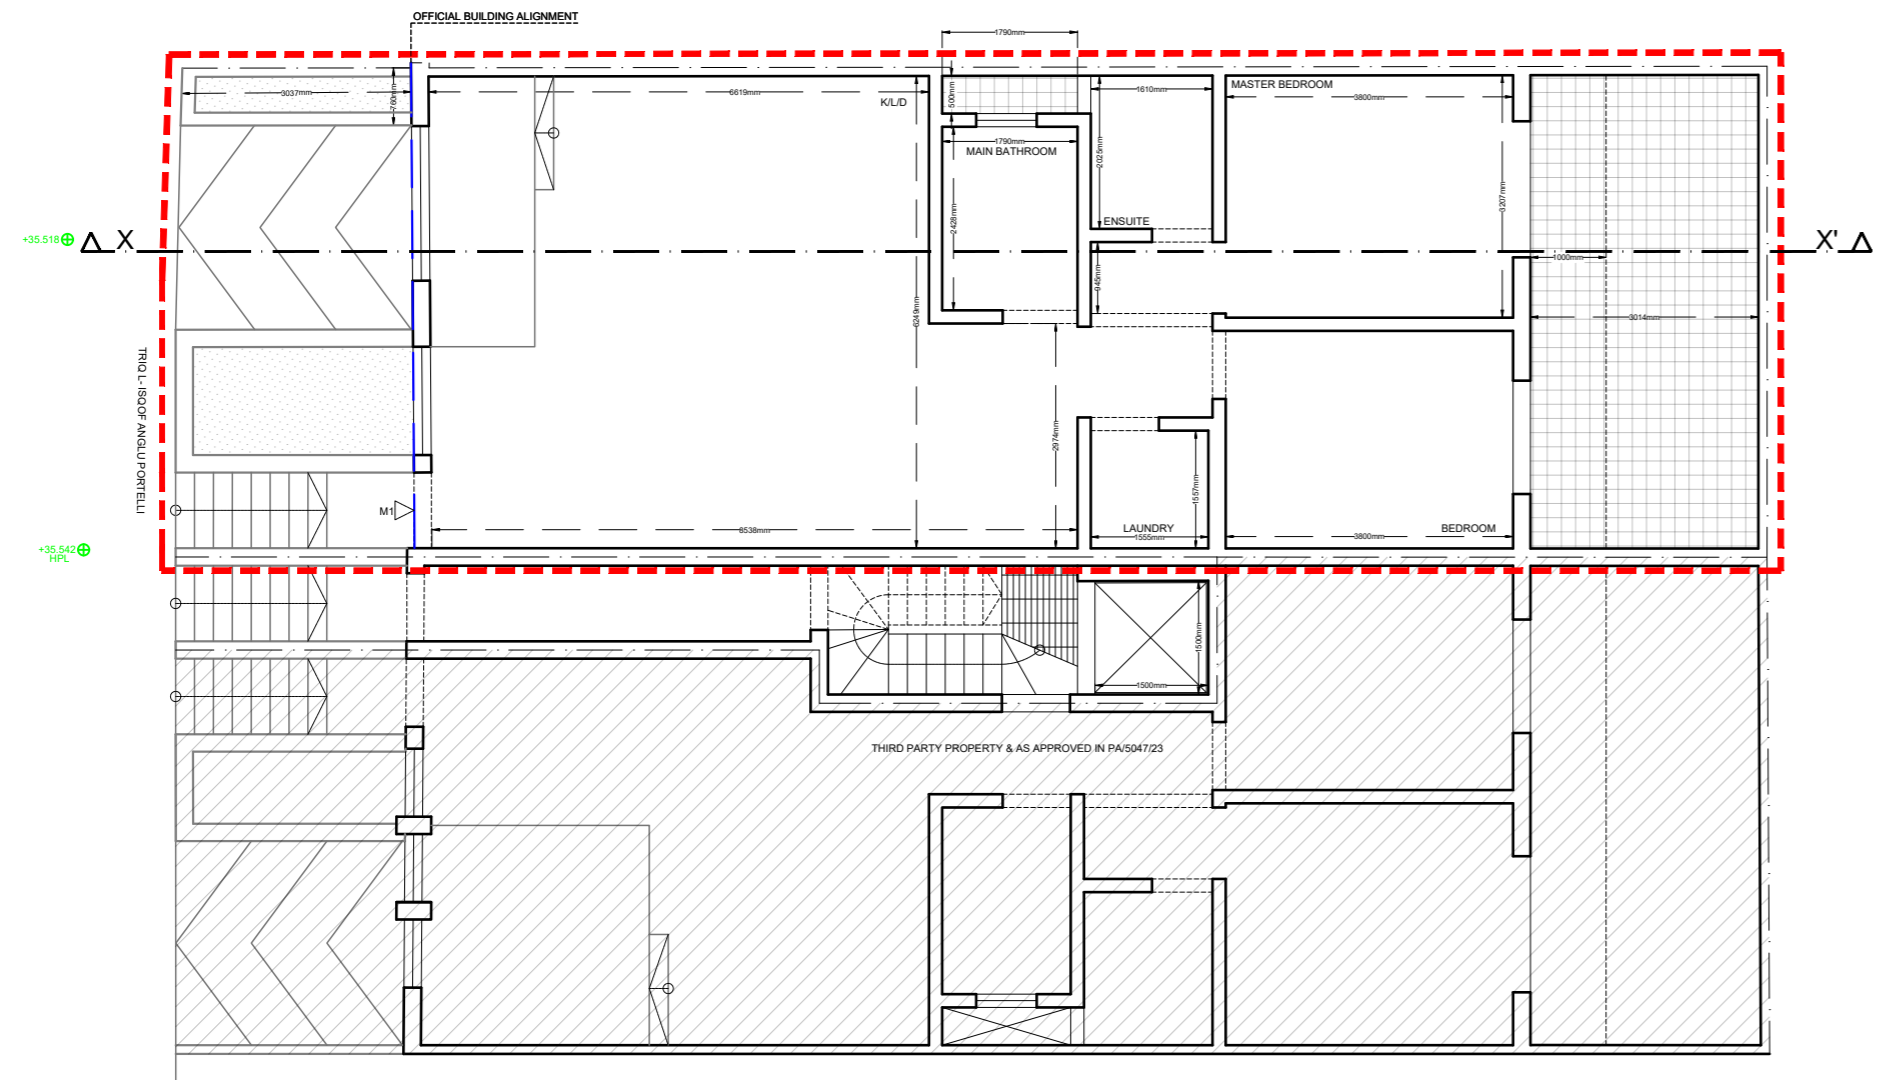 OFFICIAL BUILDING ALIGNMENT
1790mm
3037mm
760mm
6619mm
K/L/D
500mm
1610mm
MASTER BEDROOM
3800mm
1790mm
MAIN BATHROOM
2025mm
2428mm
3207mm
ENSUITE
+35.518
X
X'
1000mm
945mm
6249mm
3014mm
TRIQ L- ISQOF ANGLU PORTELLI
2974mm
1557mm
M1
8538mm
LAUNDRY
1555mm
BEDROOM
3800mm
+35.542
HPL
1500mm
1500mm
THIRD PARTY PROPERTY & AS APPROVED IN PA/5047/23